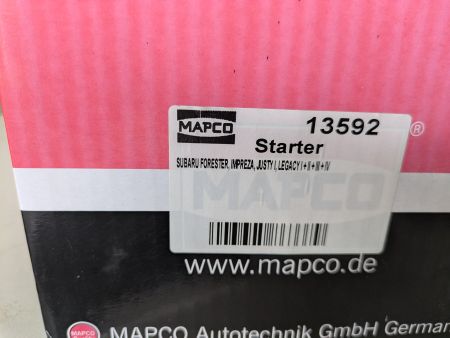 MAPCO 13592 ®
Starter
SUBARU FORESTER, IMPREZA, JUSTY I, LEGACY I + II + III + IV
MAPCO
www.mapco.de
MAPCO MAPCO Autotechnik GmbH German